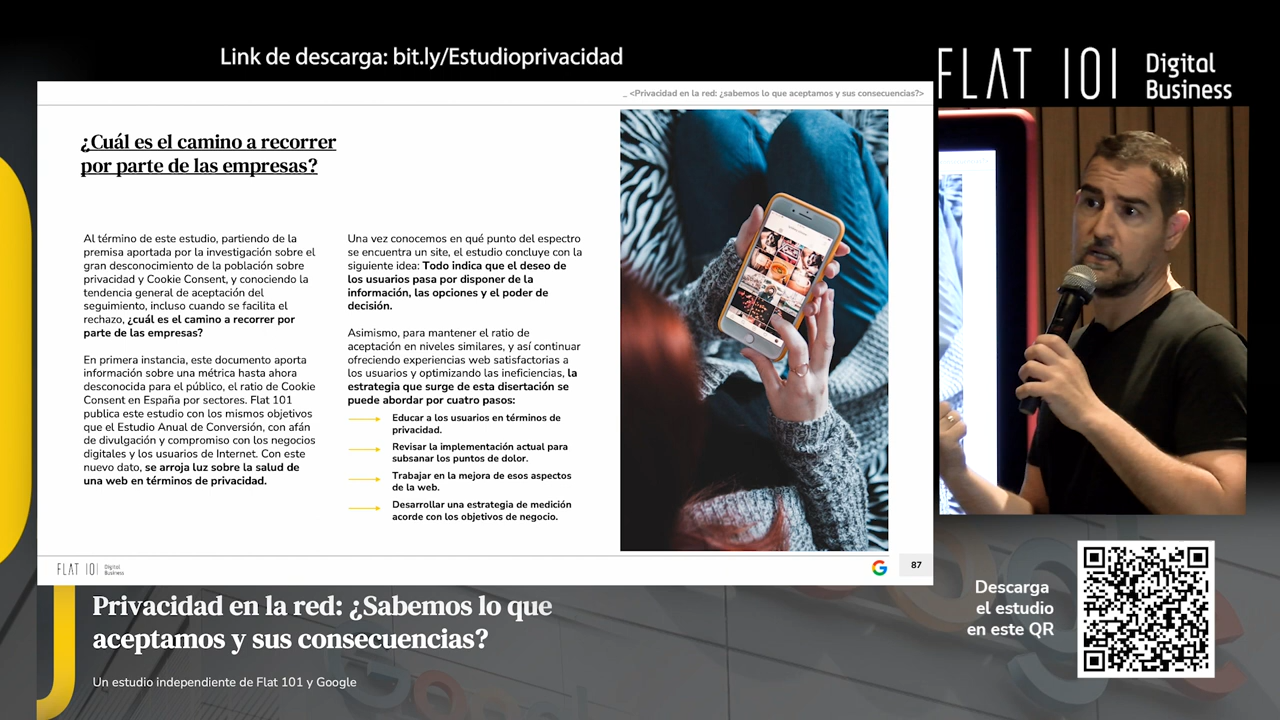 Link de descarga: bit.ly/Estudioprivacidad
FLAT 101 Digital
Business
_ <Privacidad en la red: ¿sabemos lo que aceptamos y sus consecuencias?>
¿Cuál es el camino a recorrer
por parte de las empresas?
Al término de este estudio, partiendo de la
premisa aportada por la investigación sobre el
gran desconocimiento de la población sobre
privacidad y Cookie Consent, y conociendo la
tendencia general de aceptación del
seguimiento, incluso cuando se facilita el
rechazo, ¿cuál es el camino a recorrer por
parte de las empresas?
En primera instancia, este documento aporta
información sobre una métrica hasta ahora
desconocida para el público, el ratio de Cookie
Consent en España por sectores. Flat 101
publica este estudio con los mismos objetivos
que el Estudio Anual de Conversión, con afán
de divulgación y compromiso con los negocios
digitales y los usuarios de Internet. Con este
nuevo dato, se arroja luz sobre la salud de
una web en términos de privacidad.
Una vez conocemos en qué punto del espectro
se encuentra un site, el estudio concluye con la
siguiente idea: Todo indica que el deseo de
los usuarios pasa por disponer de la
información, las opciones y el poder de
decisión.
Asimismo, para mantener el ratio de
aceptación en niveles similares, y así continuar
ofreciendo experiencias web satisfactorias a
los usuarios y optimizando las ineficiencias, la
estrategia que surge de esta disertación se
puede abordar por cuatro pasos:
Educar a los usuarios en términos de
privacidad.
Revisar la implementación actual para
subsanar los puntos de dolor.
Trabajar en la mejora de esos aspectos
de la web.
Desarrollar una estrategia de medición
acorde con los objetivos de negocio.
FLAT 101 Digital
Business
G
87
Privacidad en la red: ¿Sabemos lo que
aceptamos y sus consecuencias?
Un estudio independiente de Flat 101 y Google
Descarga
el estudio
en este QR